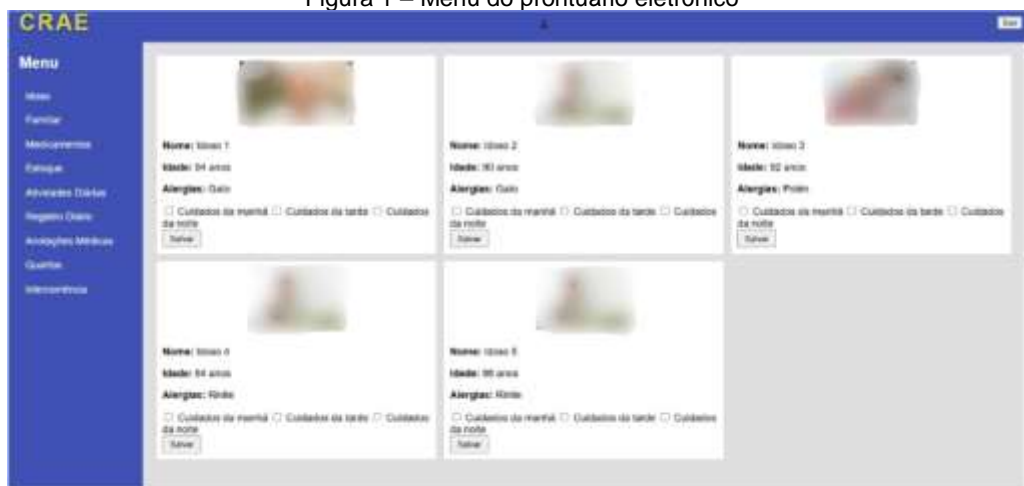 Figura 1 – Menu do prontuário eletrônico
CRAE
Menu
Idoso
Familiar
Medicamentos
Estoque
Atividades Diárias
Registro Diário
Anotações Médicas
Quartos
Intercorrência
Nome: Idoso 1
Idade: 94 anos
Alergias: Gato
Cuidados da manhã Cuidados da tarde Cuidados
da noite
Salvar
Nome: Idoso 2
Idade: 90 anos
Alergias: Gato
Cuidados da manhã Cuidados da tarde Cuidados
da noite
Salvar
Nome: Idoso 3
Idade: 92 anos
Alergias: Polén
Cuidados da manhã Cuidados da tarde Cuidados
da noite
Salvar
Nome: Idoso 4
Idade: 84 anos
Alergias: Rinite
Cuidados da manhã Cuidados da tarde Cuidados
da noite
Salvar
Nome: Idoso 5
Idade: 98 anos
Alergias: Rinite
Cuidados da manhã Cuidados da tarde Cuidados
da noite
Salvar